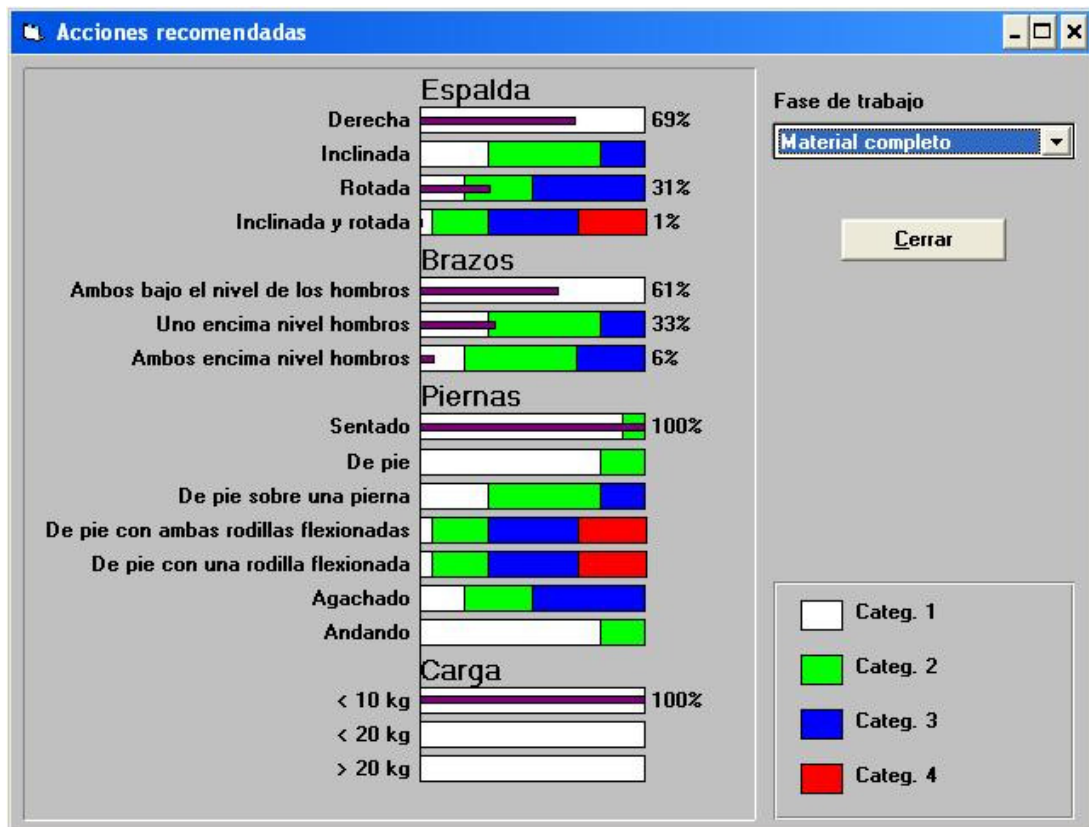 Acciones recomendadas
Espalda
Derecha 69%
Inclinada
Rotada 31%
Inclinada y rotada 1%
Brazos
Ambos bajo el nivel de los hombros 61%
Uno encima nivel hombros 33%
Ambos encima nivel hombros 6%
Piernas
Sentado 100%
De pie
De pie sobre una pierna
De pie con ambas rodillas flexionadas
De pie con una rodilla flexionada
Agachado
Andando
Carga
< 10 kg 100%
< 20 kg
> 20 kg
Fase de trabajo
Material completo
Cerrar
Categ. 1
Categ. 2
Categ. 3
Categ. 4